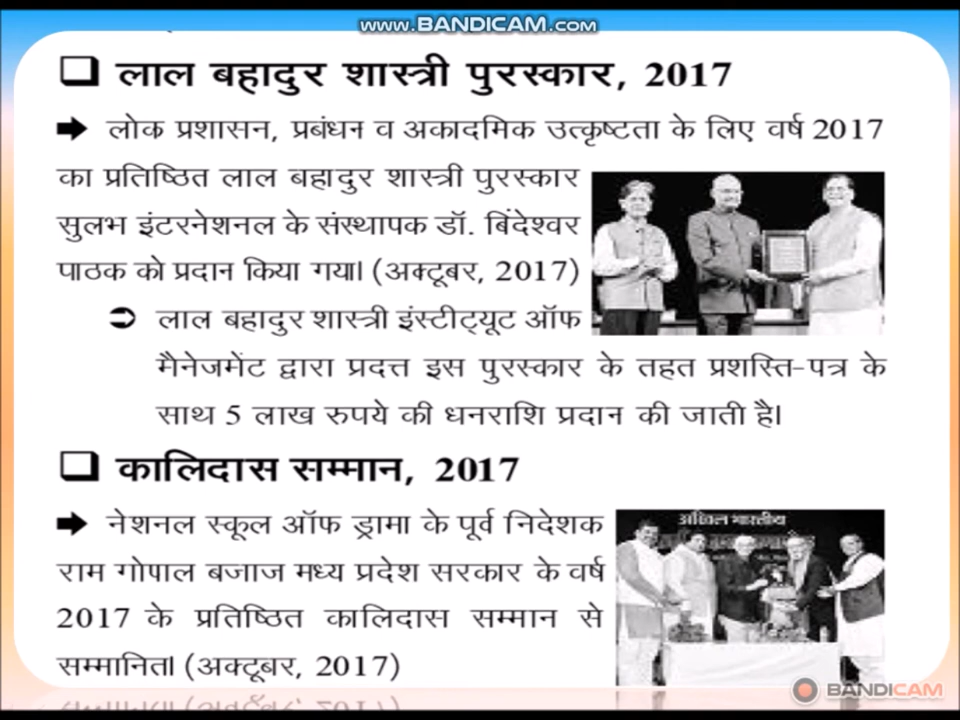 www.BANDICAM.com
❑ लाल बहादुर शास्त्री पुरस्कार, 2017
➡ लोक प्रशासन, प्रबंधन व अकादमिक उत्कृष्टता के लिए वर्ष 2017
का प्रतिष्ठित लाल बहादुर शास्त्री पुरस्कार
सुलभ इंटरनेशनल के संस्थापक डॉ. बिंदेश्वर
पाठक को प्रदान किया गया। (अक्टूबर, 2017)
➲ लाल बहादुर शास्त्री इंस्टीट्यूट ऑफ
मैनेजमेंट द्वारा प्रदत्त इस पुरस्कार के तहत प्रशस्ति-पत्र के
साथ 5 लाख रुपये की धनराशि प्रदान की जाती है।
❑ कालिदास सम्मान, 2017
➡ नेशनल स्कूल ऑफ ड्रामा के पूर्व निदेशक
राम गोपाल बजाज मध्य प्रदेश सरकार के वर्ष
2017 के प्रतिष्ठित कालिदास सम्मान से
सम्मानित। (अक्टूबर, 2017)
अखिल भारतीय
BANDICAM